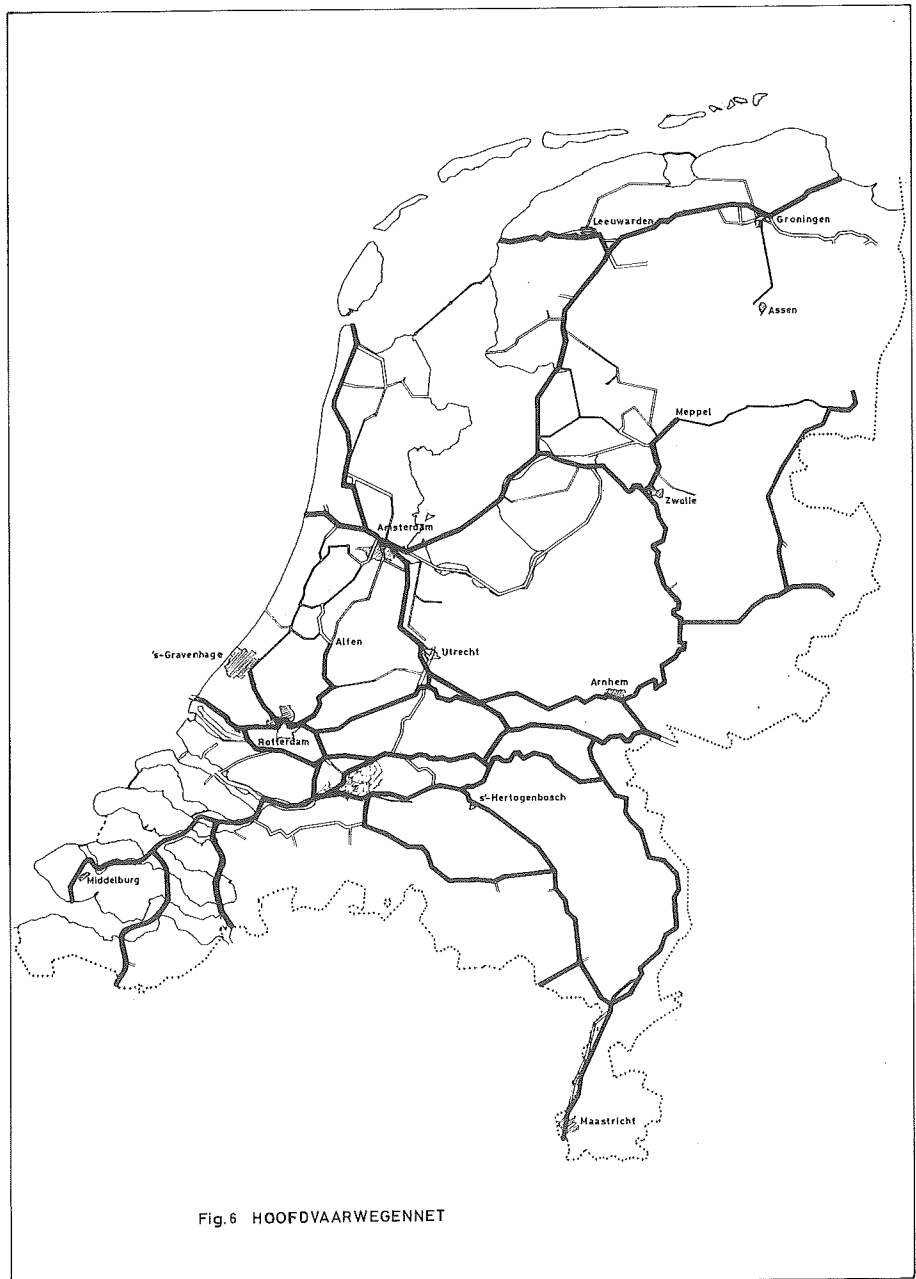 Leeuwarden
Groningen
Assen
Meppel
Zwolle
Amsterdam
Alfen
's-Gravenhage
Utrecht
Arnhem
Rotterdam
s'-Hertogenbosch
Middelburg
Maastricht
Fig.6 HOOFDVAARWEGENNET